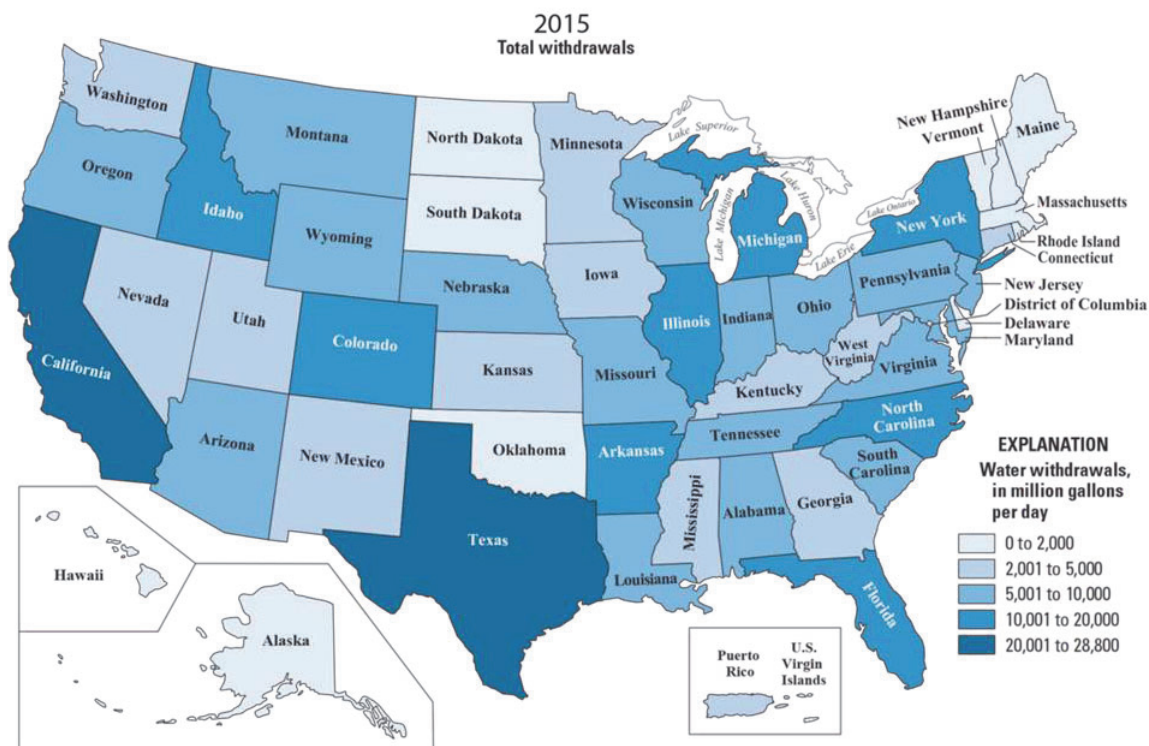 2015
Total withdrawals
Washington
Oregon
California
Nevada
Idaho
Montana
Wyoming
Utah
Colorado
Arizona
New Mexico
North Dakota
South Dakota
Nebraska
Kansas
Oklahoma
Texas
Minnesota
Iowa
Missouri
Arkansas
Louisiana
Wisconsin
Illinois
Michigan
Indiana
Ohio
Kentucky
Tennessee
Mississippi
Alabama
Georgia
Florida
South
Carolina
North
Carolina
Virginia
West
Virginia
Pennsylvania
New York
Lake Superior
Lake Michigan
Lake Huron
Lake Erie
Lake Ontario
New Hampshire
Vermont
Maine
Massachusetts
Rhode Island
Connecticut
New Jersey
District of Columbia
Delaware
Maryland
Hawaii
Alaska
Puerto
Rico
U.S.
Virgin
Islands
EXPLANATION
Water withdrawals,
in million gallons
per day
0 to 2,000
2,001 to 5,000
5,001 to 10,000
10,001 to 20,000
20,001 to 28,800